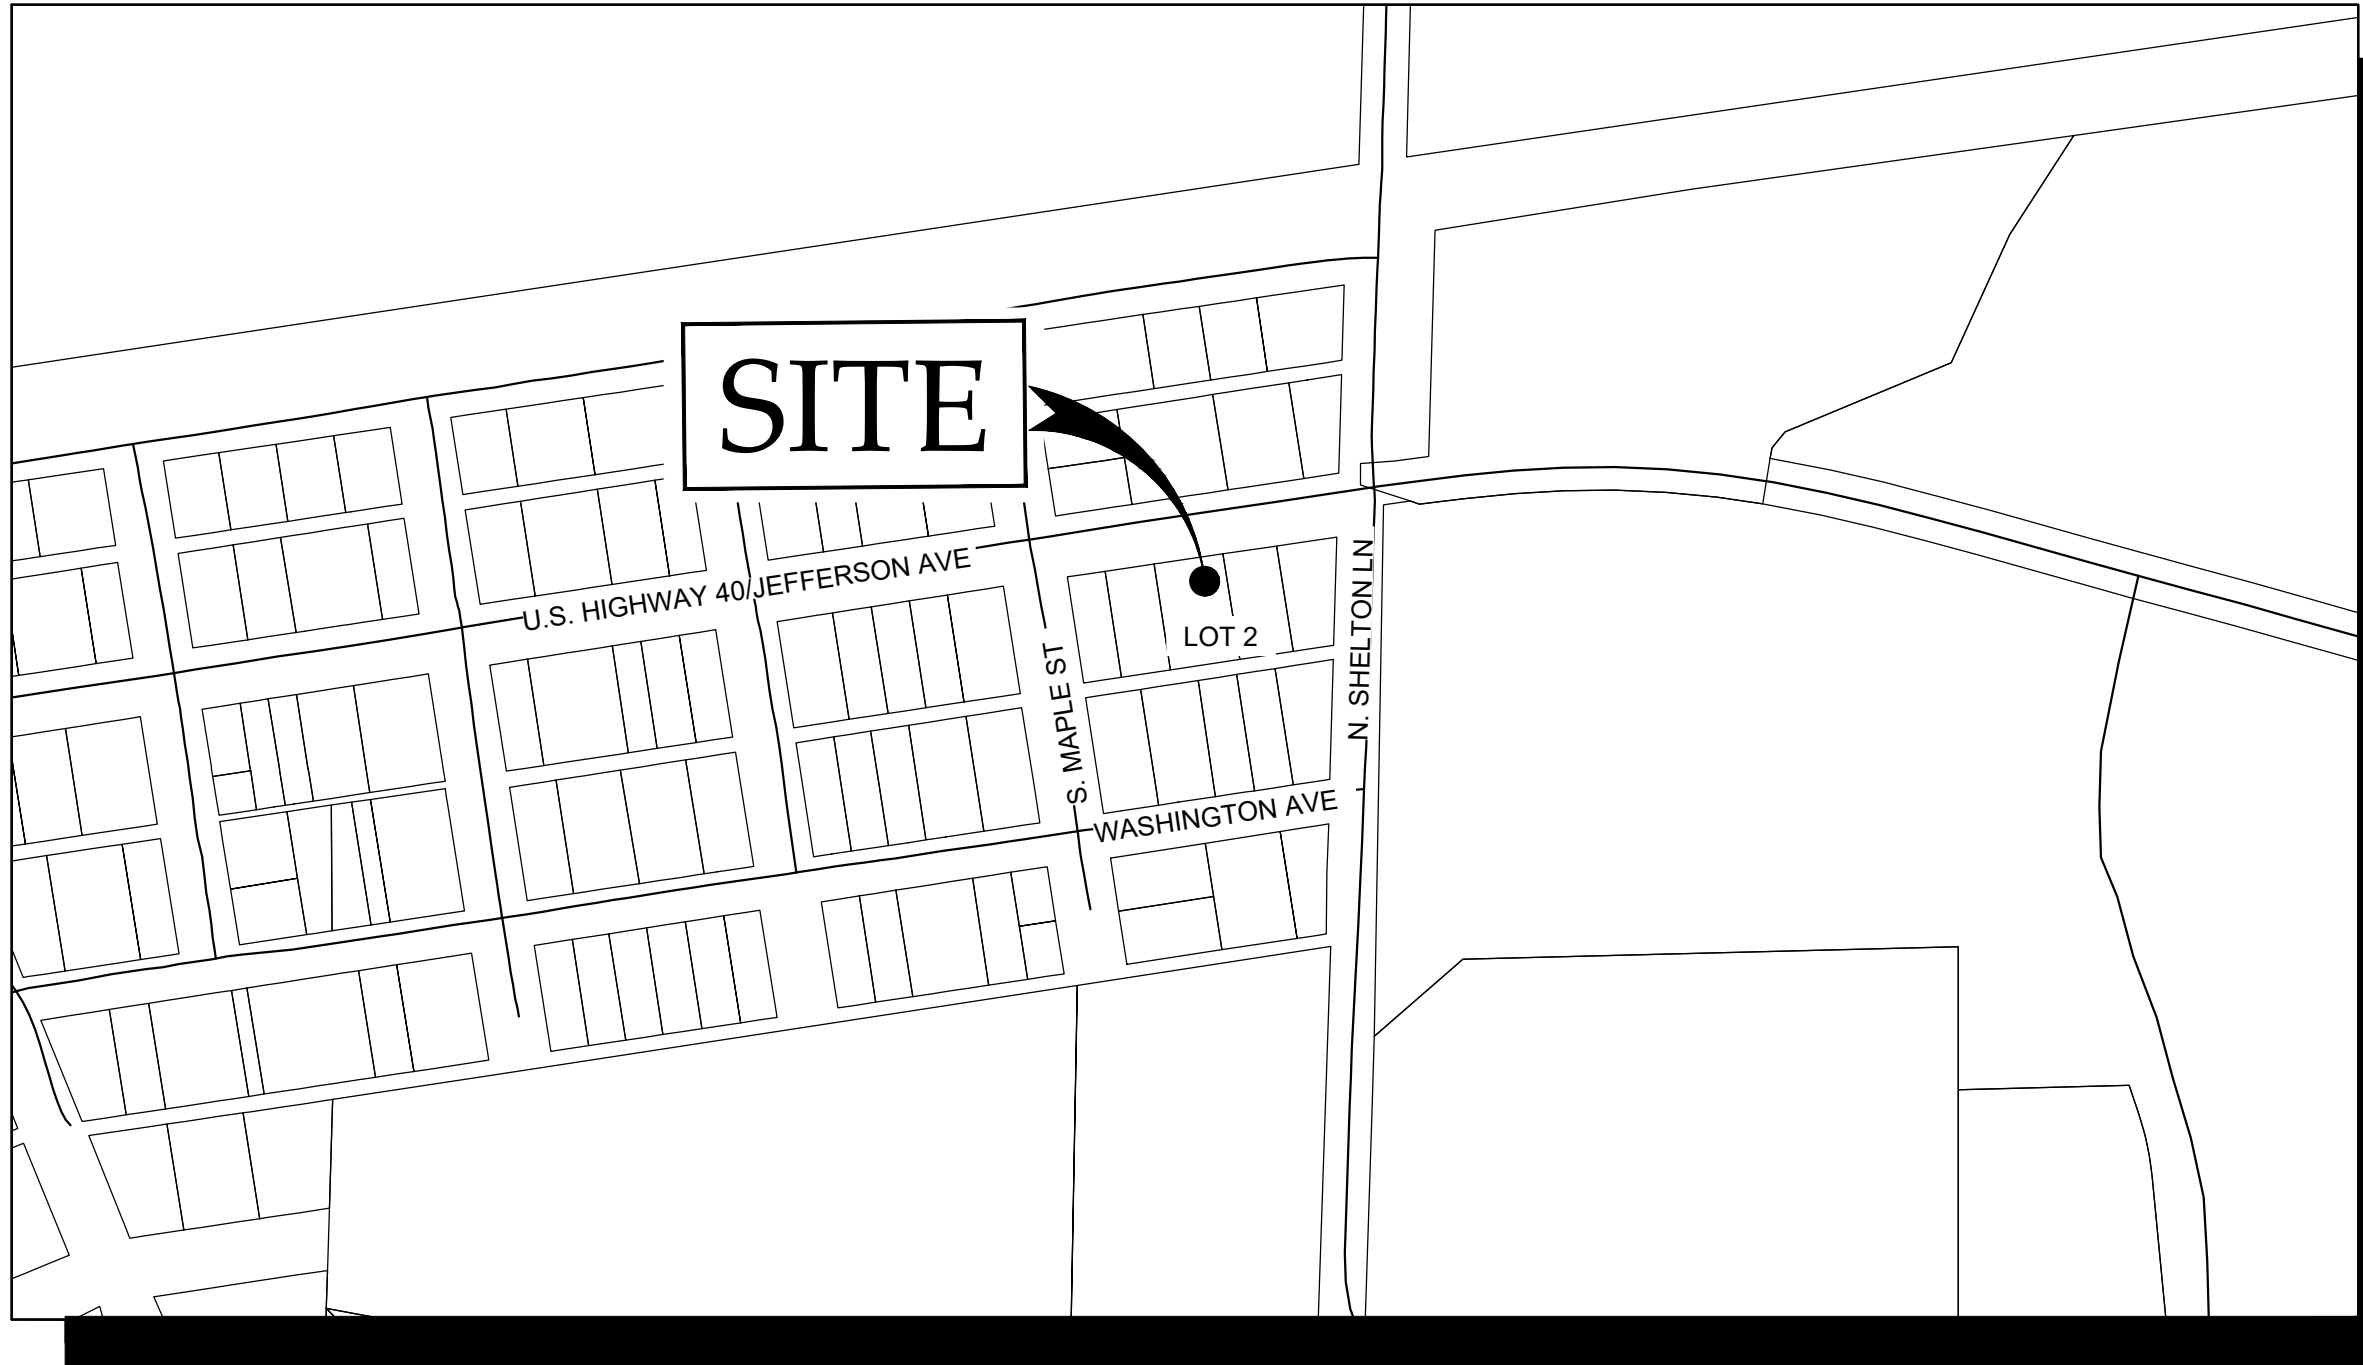 SITE
U.S. HIGHWAY 40/JEFFERSON AVE
LOT 2
N. SHELTON LN
S. MAPLE ST
WASHINGTON AVE